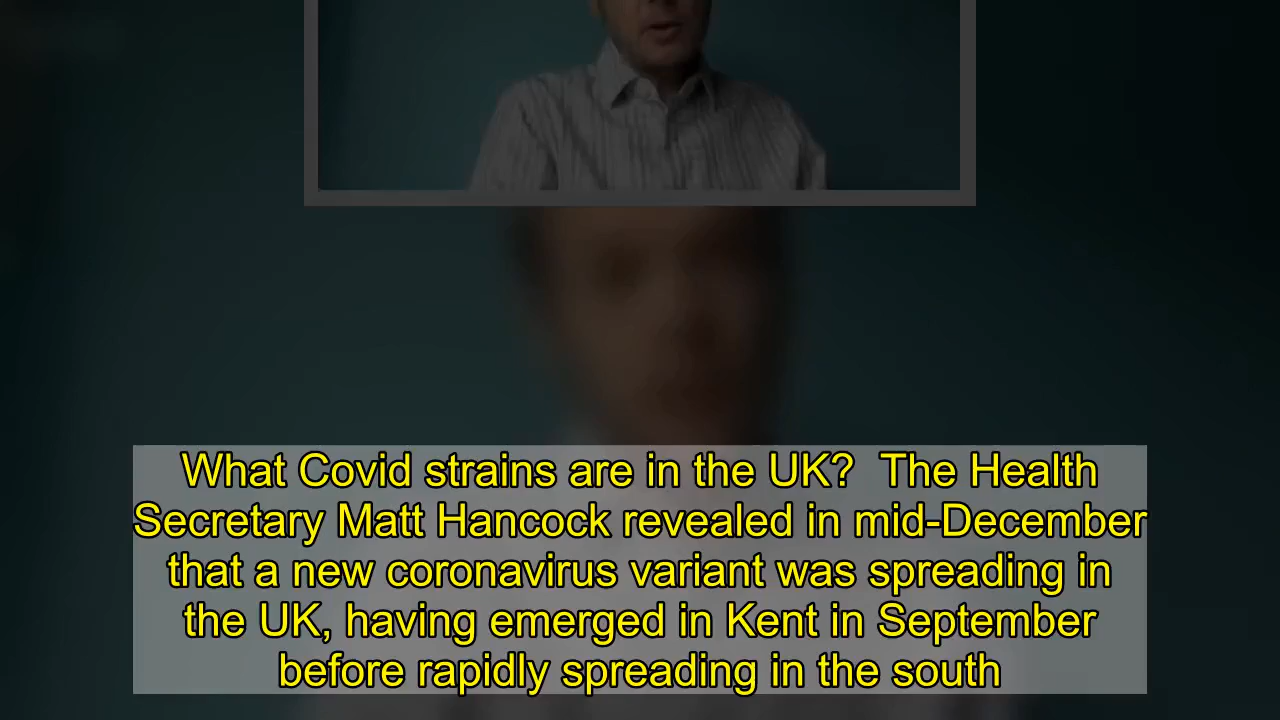 What Covid strains are in the UK?  The Health
Secretary Matt Hancock revealed in mid-December
that a new coronavirus variant was spreading in
the UK, having emerged in Kent in September
before rapidly spreading in the south